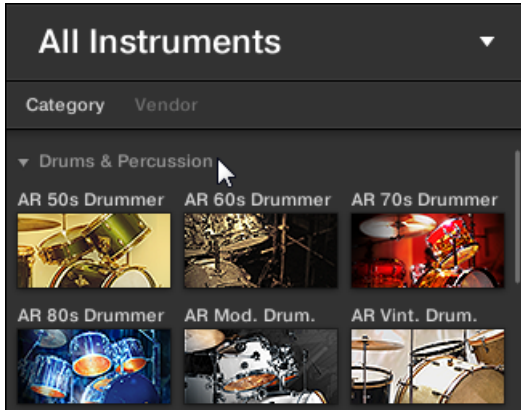 All Instruments
Category Vendor
Drums & Percussion
AR 50s Drummer AR 60s Drummer AR 70s Drummer
AR 80s Drummer AR Mod. Drum. AR Vint. Drum.